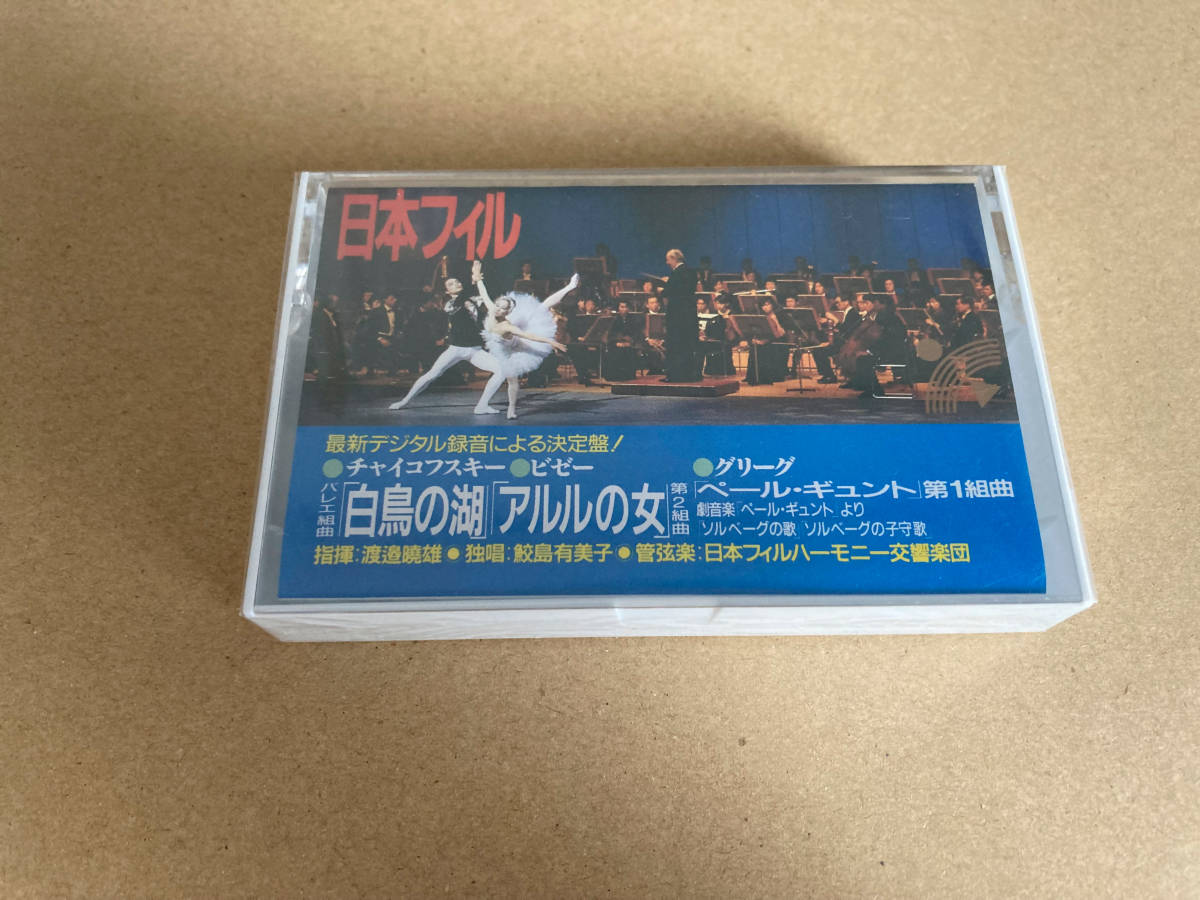 日本フィル
最新デジタル録音による決定盤!
●チャイコフスキー ●ビゼー ●グリーグ
バレエ組曲「白鳥の湖」「アルルの女」第2組曲 「ペール・ギュント」第1組曲
劇音楽「ペール・ギュント」より
「ソルベーグの歌」「ソルベーグの子守歌」
指揮:渡邉曉雄●独唱:鮫島有美子●管弦楽:日本フィルハーモニー交響楽団